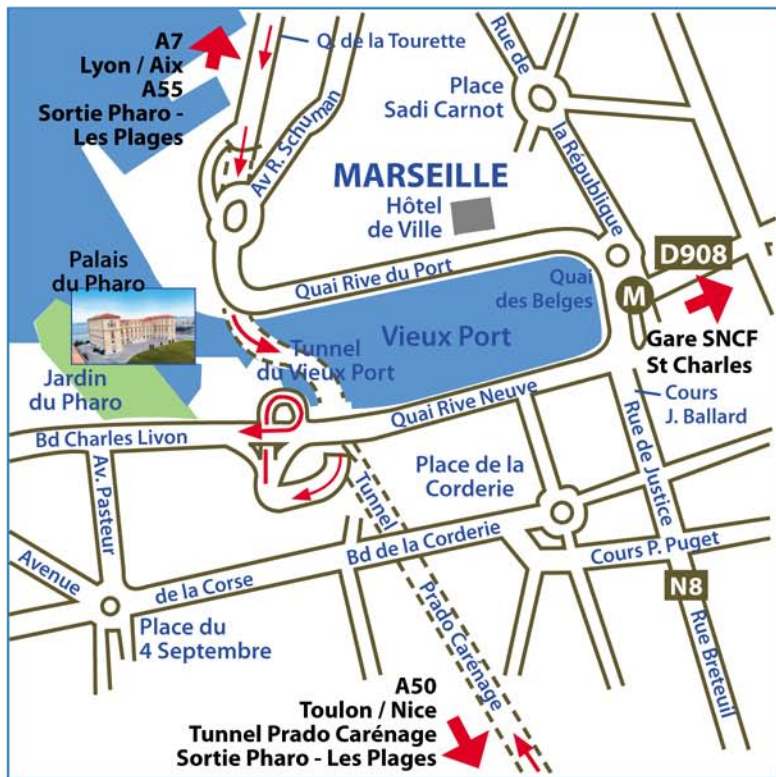 A7
Lyon / Aix
A55
Sortie Pharo -
Les Plages
Q. de la Tourette
Rue de
la République
Place
Sadi Carnot
Av R. Schuman
MARSEILLE
Hôtel
de Ville
D908
Palais
du Pharo
Quai Rive du Port
Quai
des Belges
M
Gare SNCF
St Charles
Vieux Port
Tunnel
du Vieux Port
Jardin
du Pharo
Cours
J. Ballard
Quai Rive Neuve
Bd Charles Livon
Rue de Justice
Place de la
Corderie
Av. Pasteur
Tunnel
Prado Carénage
Bd de la Corderie
Cours P. Puget
Avenue
de la Corse
N8
Place du
4 Septembre
Rue Breteuil
A50
Toulon / Nice
Tunnel Prado Carénage
Sortie Pharo - Les Plages